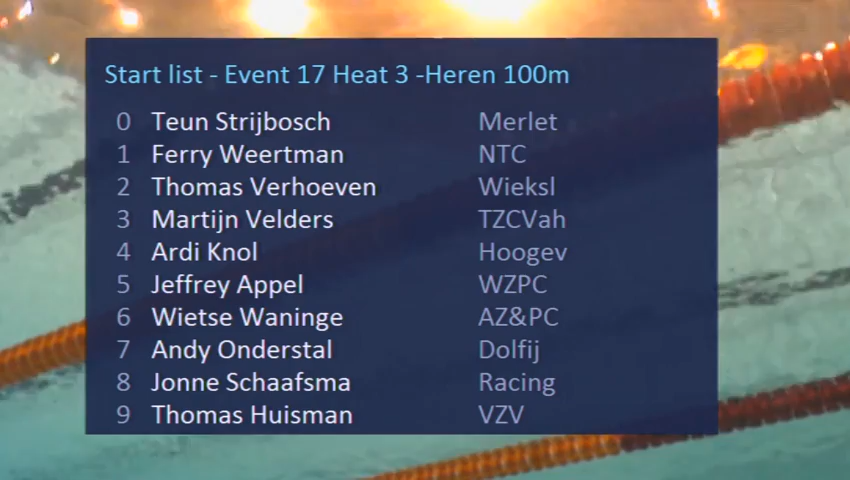 Start list - Event 17 Heat 3 -Heren 100m
0 Teun Strijbosch Merlet
1 Ferry Weertman NTC
2 Thomas Verhoeven Wieksl
3 Martijn Velders TZCVah
4 Ardi Knol Hoogev
5 Jeffrey Appel WZPC
6 Wietse Waninge AZ&PC
7 Andy Onderstal Dolfij
8 Jonne Schaafsma Racing
9 Thomas Huisman VZV